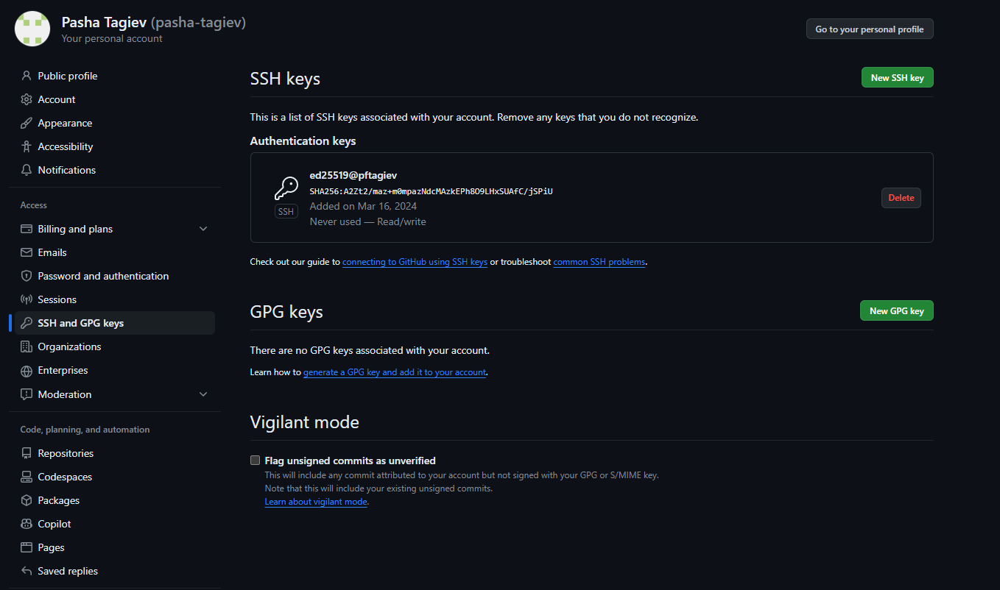 Pasha Tagiev (pasha-tagiev)
Your personal account
Go to your personal profile
Public profile
Account
Appearance
Accessibility
Notifications
Access
Billing and plans
Emails
Password and authentication
Sessions
SSH and GPG keys
Organizations
Enterprises
Moderation
Code, planning, and automation
Repositories
Codespaces
Packages
Copilot
Pages
Saved replies
SSH keys
New SSH key
This is a list of SSH keys associated with your account. Remove any keys that you do not recognize.
Authentication keys
SSH
ed25519@pftagiev
SHA256:A2Zt2/maz+m0mpazNdcMAzkEPh8O9LHxSUAfC/jSPiU
Added on Mar 16, 2024
Never used — Read/write
Delete
Check out our guide to connecting to GitHub using SSH keys or troubleshoot common SSH problems.
GPG keys
New GPG key
There are no GPG keys associated with your account.
Learn how to generate a GPG key and add it to your account.
Vigilant mode
Flag unsigned commits as unverified
This will include any commit attributed to your account but not signed with your GPG or S/MIME key.
Note that this will include your existing unsigned commits.
Learn about vigilant mode.